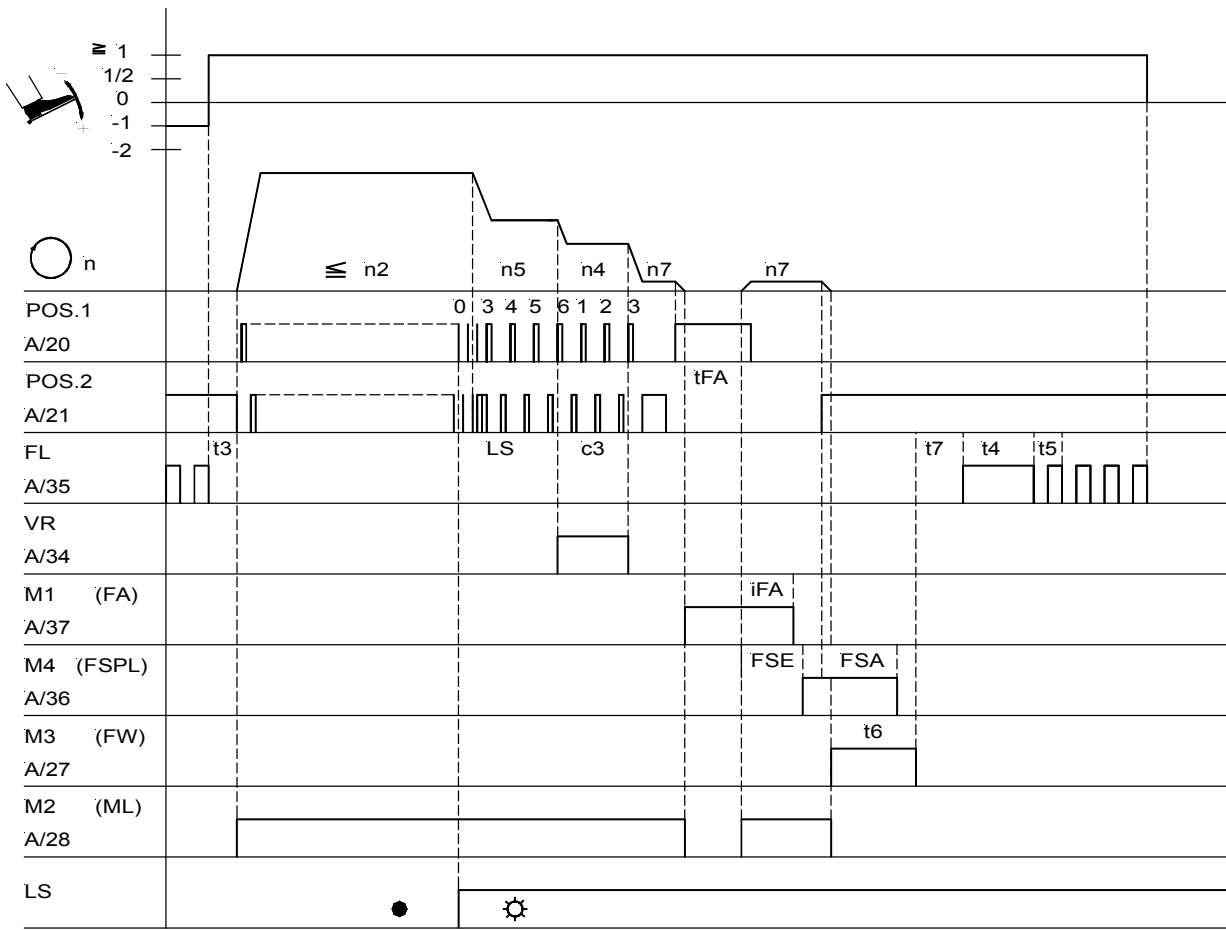 ≧ 1
1/2
0
-1
-2
− +
n
≦ n2 n5 n4 n7 n7
POS.1 0 3 4 5 6 1 2 3
A/20
POS.2 tFA
A/21
FL t3 LS c3 t7 t4 t5
A/35
VR
A/34
M1 (FA) iFA
A/37
M4 (FSPL) FSE FSA
A/36
M3 (FW) t6
A/27
M2 (ML)
A/28
LS